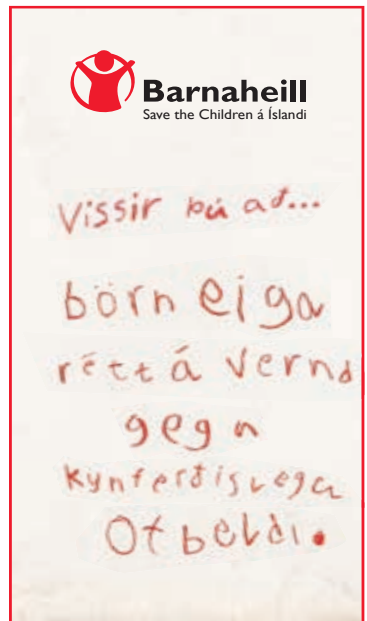 Barnaheill
Save the Children á Íslandi
Vissir þú að...
börn eiga
rétt á vernd
gegn
kynferðislega
Ofbeldi.